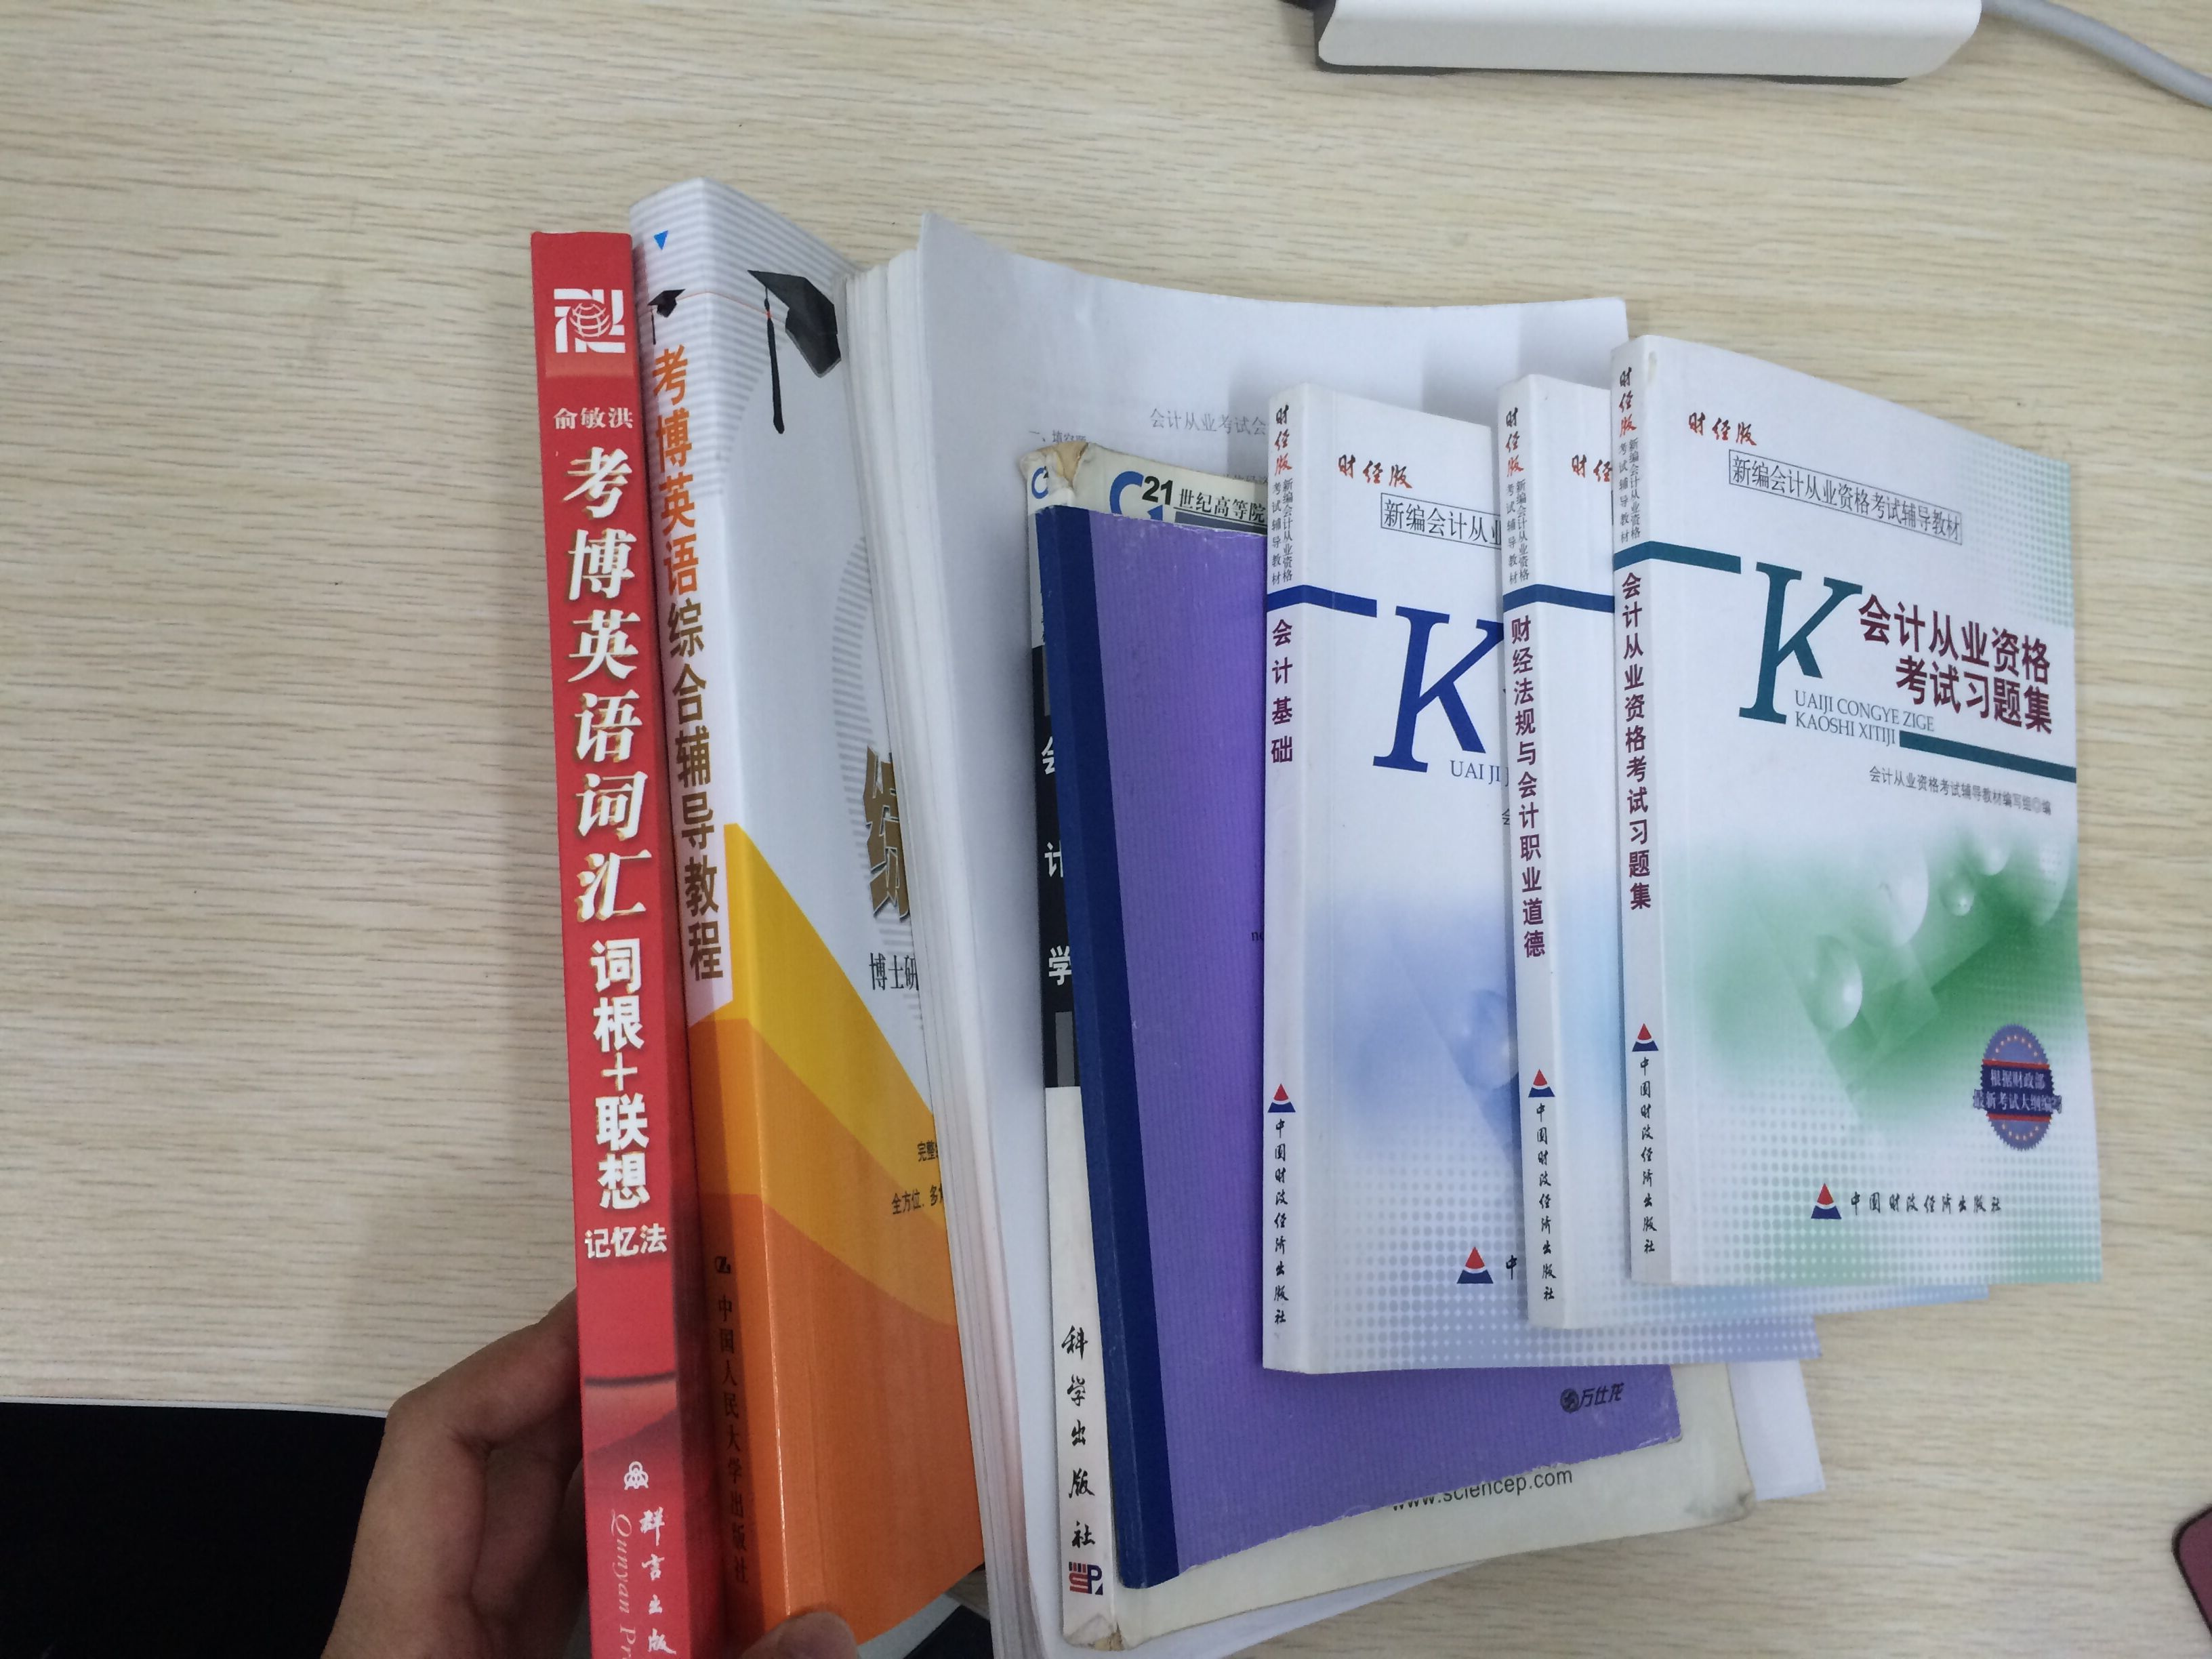 俞敏洪
考博英语词汇
词根+联想
记忆法
群言出版
Qunyan Pr
考博英语综合辅导教程
中国人民大学出版社
综
博士研
完整
全方位、多
会计从业考试会
一、填空题
21世纪高等院
会计学
科学出版社
www.sciencep.com
万仕龙
财经版
新编会计从业资格
考试辅导教材
会计基础
中国财政经济出版社
财经版
新编会计从业
K
UAI JI
中
财经版
新编会计从业资格
考试辅导教材
财经法规与会计职业道德
中国财政经济出版社
财经
财经版
新编会计从业资格
考试辅导教材
会计从业资格考试习题集
中国财政经济出版社
财经版
新编会计从业资格考试辅导教材
K
会计从业资格
考试习题集
UAIJI CONGYE ZIGE
KAOSHI XITIJI
会计从业资格考试辅导教材编写组◎编
根据财政部
最新考试大纲编写
中国财政经济出版社